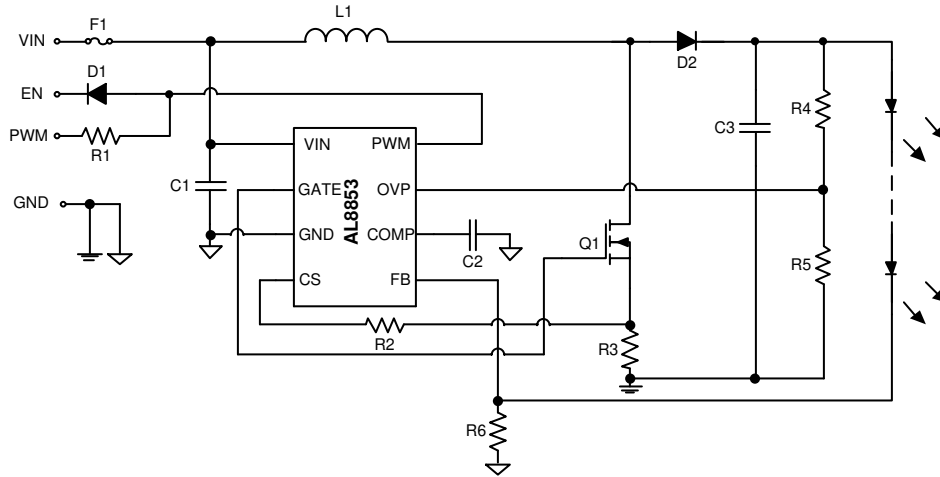 L1
F1
VIN
D1
D2
EN
R4
PWM
C3
R1
VIN
PWM
C1
GATE
OVP
GND
AL8853
GND
COMP
Q1
C2
R5
CS
FB
R2
R3
R6